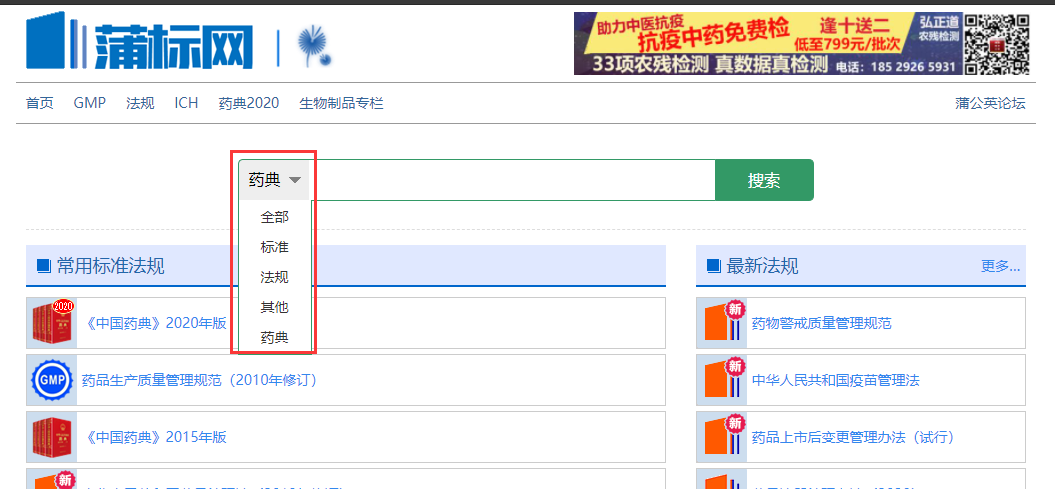 蒲标网
助力中医抗疫
抗疫中药免费检
逢十送二
低至799元/批次
弘正道
农残检测
33项农残检测 真数据真检测 电话：185 2926 5931
首页 GMP 法规 ICH 药典2020 生物制品专栏 蒲公英论坛
药典 搜索
全部
标准
法规
其他
药典
常用标准法规
2020
《中国药典》2020年版
GMP
药品生产质量管理规范（2010年修订）
《中国药典》2015年版
新
最新法规 更多...
新
药物警戒质量管理规范
新
中华人民共和国疫苗管理法
新
药品上市后变更管理办法（试行）